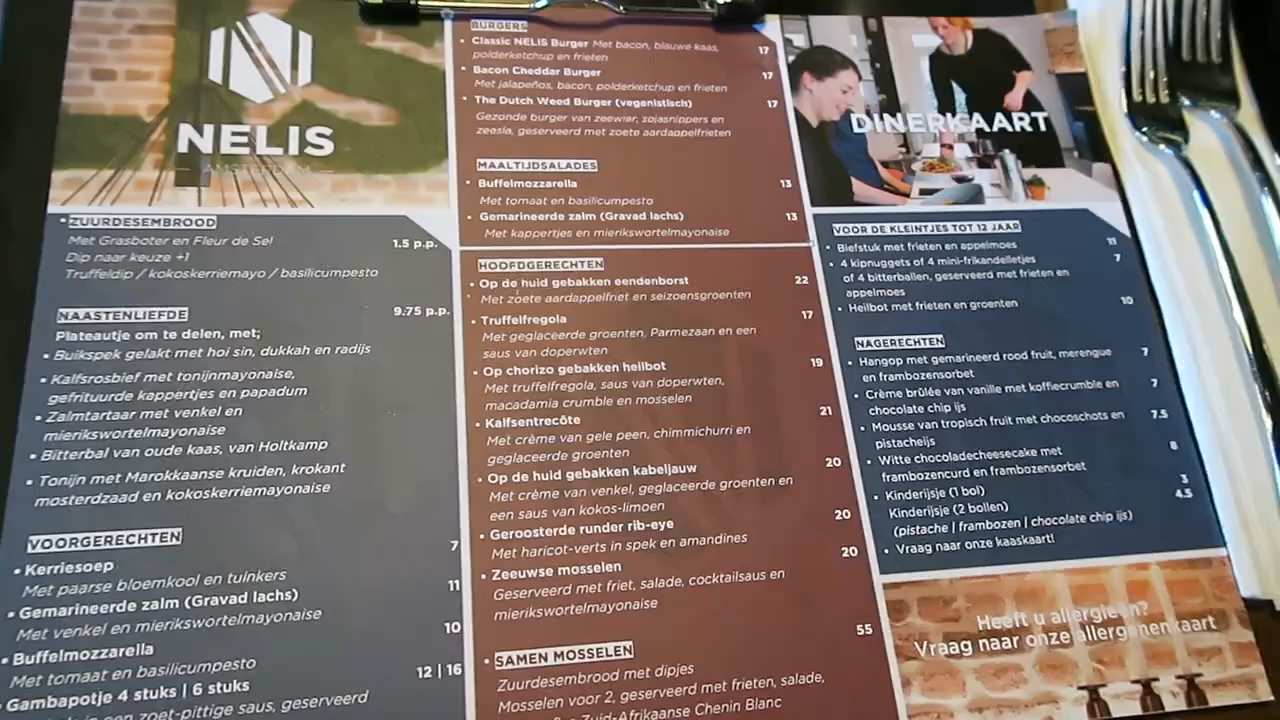 NELIS
AMSTERDAM
ZUURDESEMBROOD
Met Grasboter en Fleur de Sel 1.5 p.p.
Dip naar keuze +1
Truffeldip / kokoskerriemayo / basilicumpesto
NAASTENLIEFDE 9.75 p.p.
Plateautje om te delen, met;
• Buikspek gelakt met hoi sin, dukkah en radijs
• Kalfsrosbief met tonijnmayonaise,
gefrituurde kappertjes en papadum
• Zalmtartaar met venkel en
mierikswortelmayonaise
• Bitterbal van oude kaas, van Holtkamp
• Tonijn met Marokkaanse kruiden, krokant
mosterdzaad en kokoskerriemayonaise
VOORGERECHTEN
• Kerriesoep 7
Met paarse bloemkool en tuinkers
• Gemarineerde zalm (Gravad lachs) 11
Met venkel en mierikswortelmayonaise
• Buffelmozzarella 10
Met tomaat en basilicumpesto
Gambapotje 4 stuks | 6 stuks 12 | 16
een zoet-pittige saus, geserveerd
BURGERS
• Classic NELIS Burger Met bacon, blauwe kaas, 17
polderketchup en frieten
• Bacon Cheddar Burger 17
Met jalapeños, bacon, polderketchup en frieten
• The Dutch Weed Burger (vegenistisch) 17
Gezonde burger van zeewier, sojasnippers en
zeasla, geserveerd met zoete aardappelfrieten
MAALTIJDSALADES
• Buffelmozzarella 13
Met tomaat en basilicumpesto
• Gemarineerde zalm (Gravad lachs) 13
Met kappertjes en mierikswortelmayonaise
HOOFDGERECHTEN
• Op de huid gebakken eendenborst 22
Met zoete aardappelfriet en seizoensgroenten
• Truffelfregola 17
Met geglaceerde groenten, Parmezaan en een
saus van doperwten
• Op chorizo gebakken heilbot 19
Met truffelfregola, saus van doperwten,
macadamia crumble en mosselen
• Kalfsentrecôte 21
Met crème van gele peen, chimmichurri en
geglaceerde groenten
• Op de huid gebakken kabeljauw 20
Met crème van venkel, geglaceerde groenten en
een saus van kokos-limoen
• Geroosterde runder rib-eye 20
Met haricot-verts in spek en amandines
• Zeeuwse mosselen 20
Geserveerd met friet, salade, cocktailsaus en
mierikswortelmayonaise
• SAMEN MOSSELEN 55
Zuurdesembrood met dipjes
Mosselen voor 2, geserveerd met frieten, salade,
Zuid-Afrikaanse Chenin Blanc
DINERKAART
VOOR DE KLEINTJES TOT 12 JAAR
• Biefstuk met frieten en appelmoes 11
• 4 kipnuggets of 4 mini-frikandelletjes 7
of 4 bitterballen, geserveerd met frieten en
appelmoes
• Heilbot met frieten en groenten 10
NAGERECHTEN
• Hangop met gemarineerd rood fruit, merengue 7
en frambozensorbet
• Crème brûlée van vanille met koffiecrumble en 7
chocolate chip ijs
• Mousse van tropisch fruit met chocoschots en 7.5
pistacheijs
• Witte chocoladecheesecake met 8
frambozencurd en frambozensorbet
• Kinderijsje (1 bol) 3
Kinderijsje (2 bollen) 4.5
(pistache | frambozen | chocolate chip ijs)
• Vraag naar onze kaaskaart!
Heeft u allergieën?
Vraag naar onze allergenenkaart